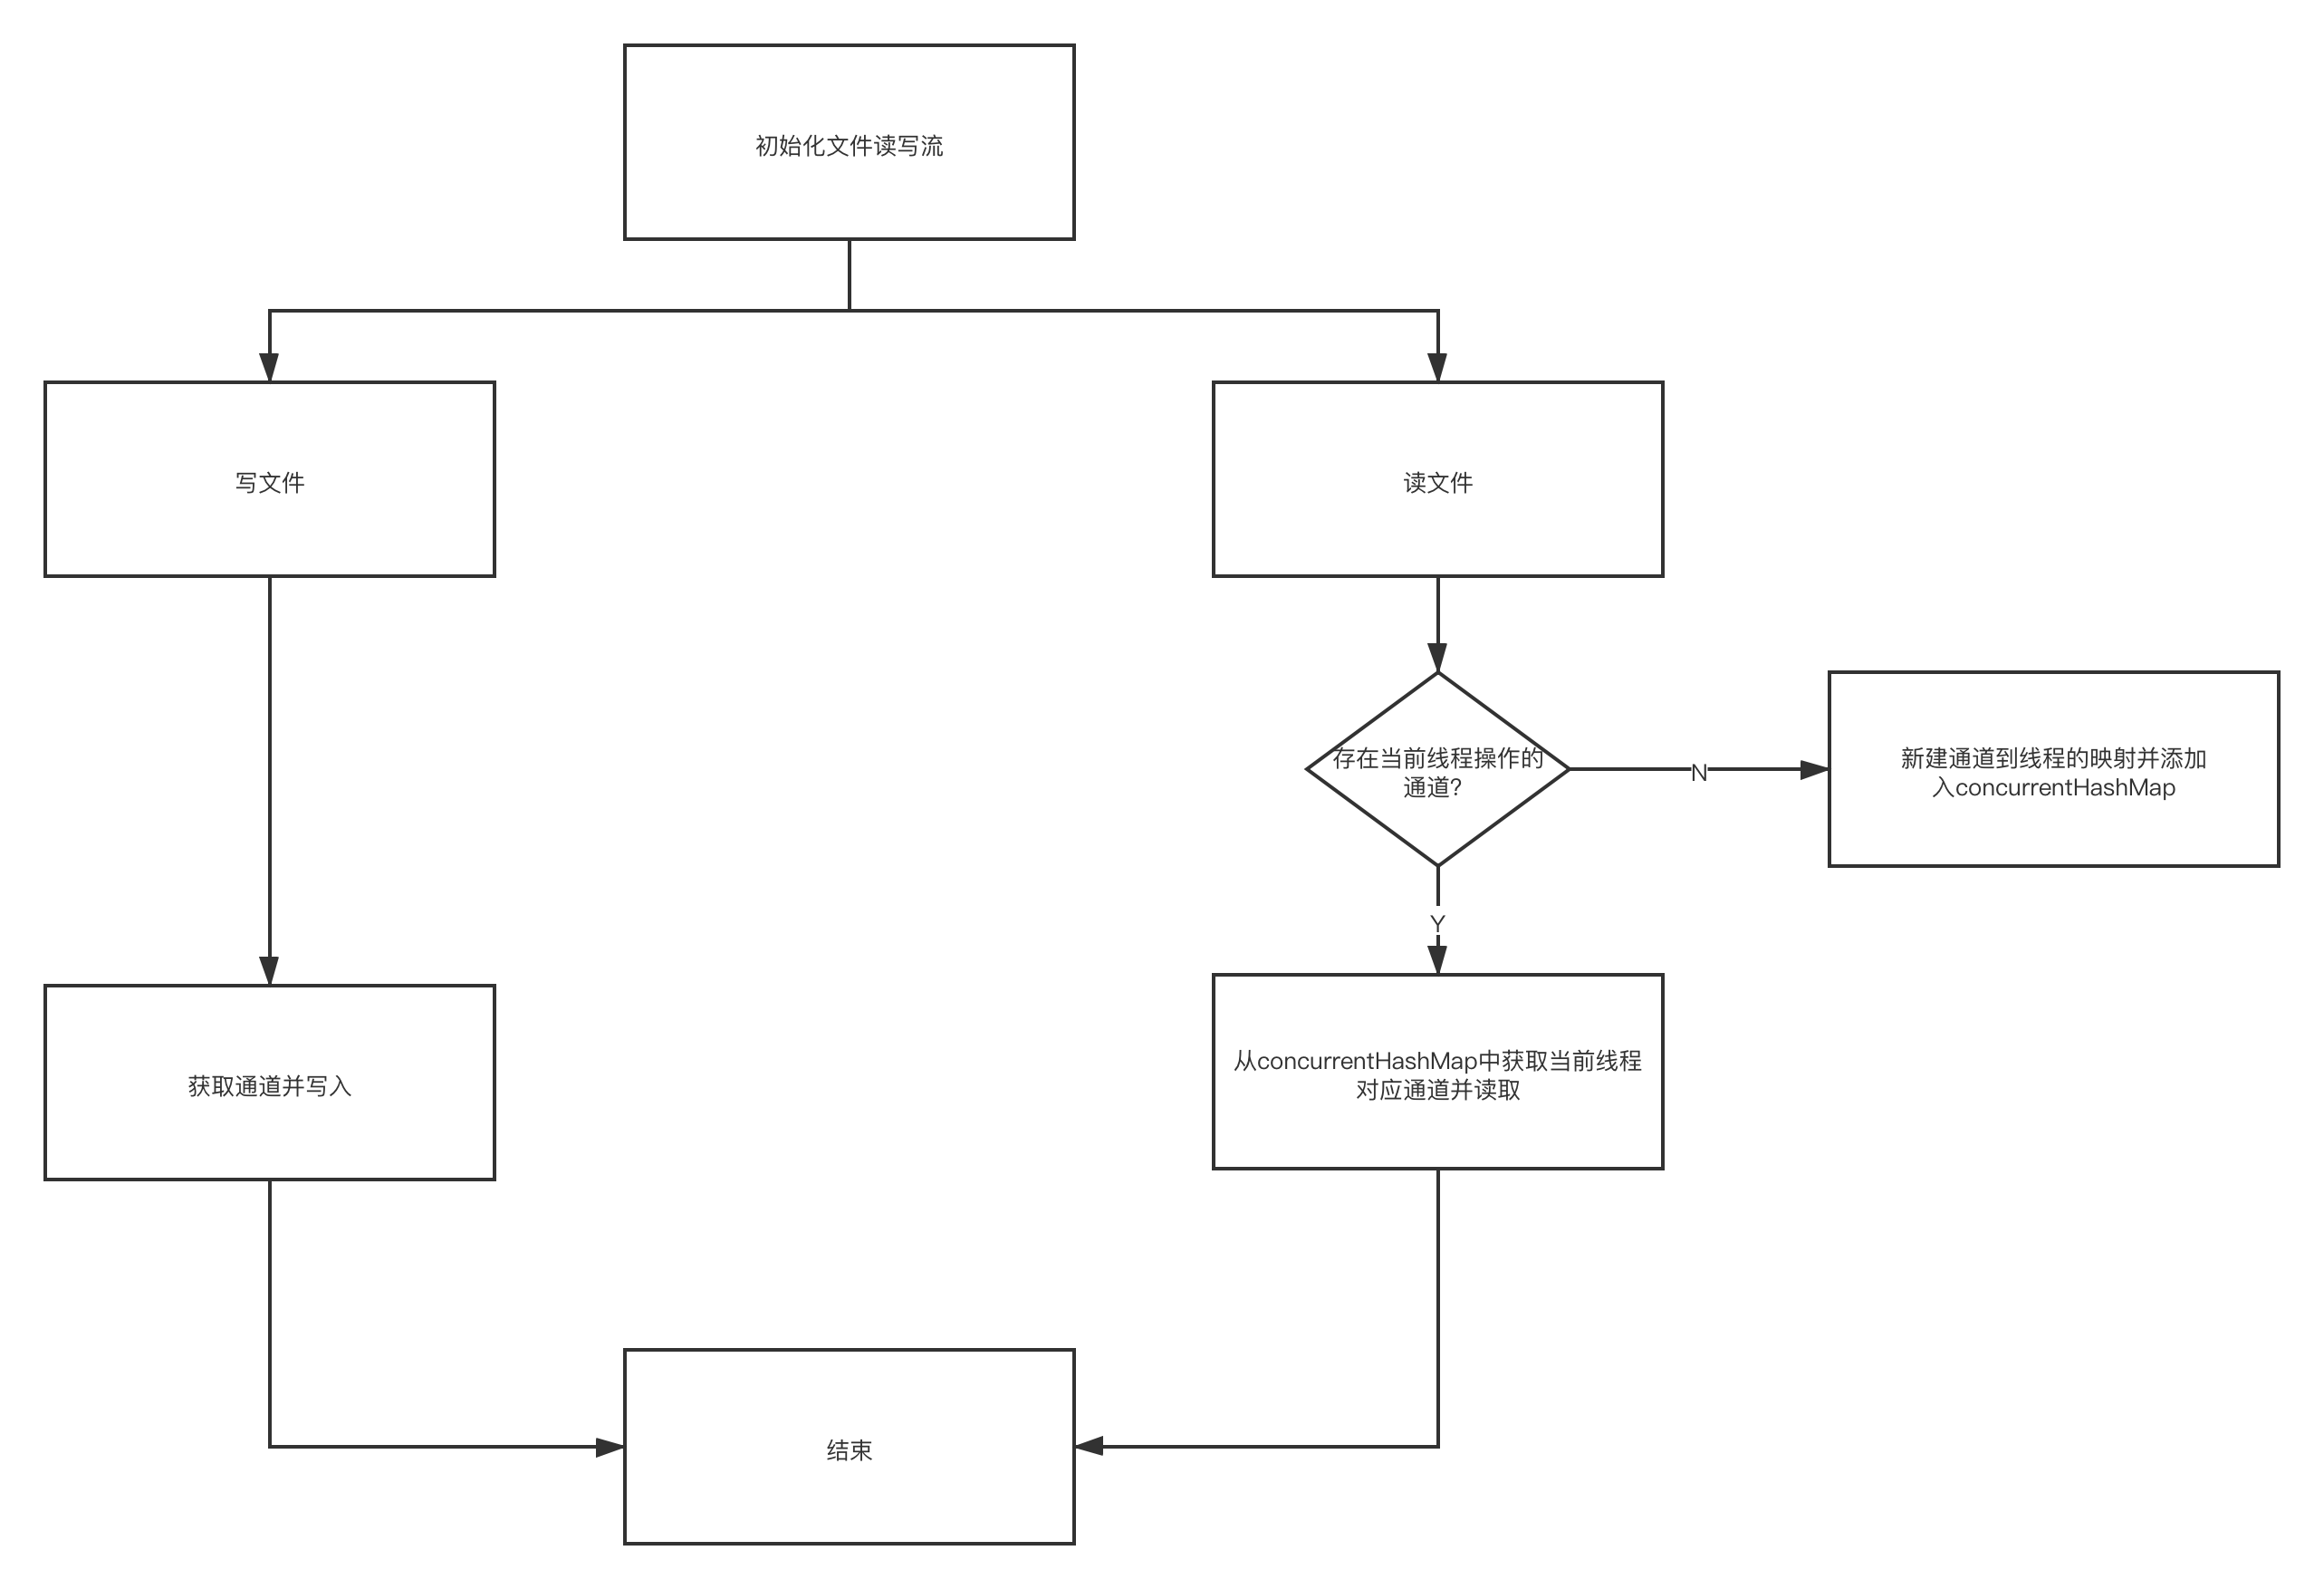 初始化文件读写流
写文件
读文件
存在当前线程操作的
通道?
N
新建通道到线程的映射并添加
入concurrentHashMap
Y
从concurrentHashMap中获取当前线程
对应通道并读取
获取通道并写入
结束